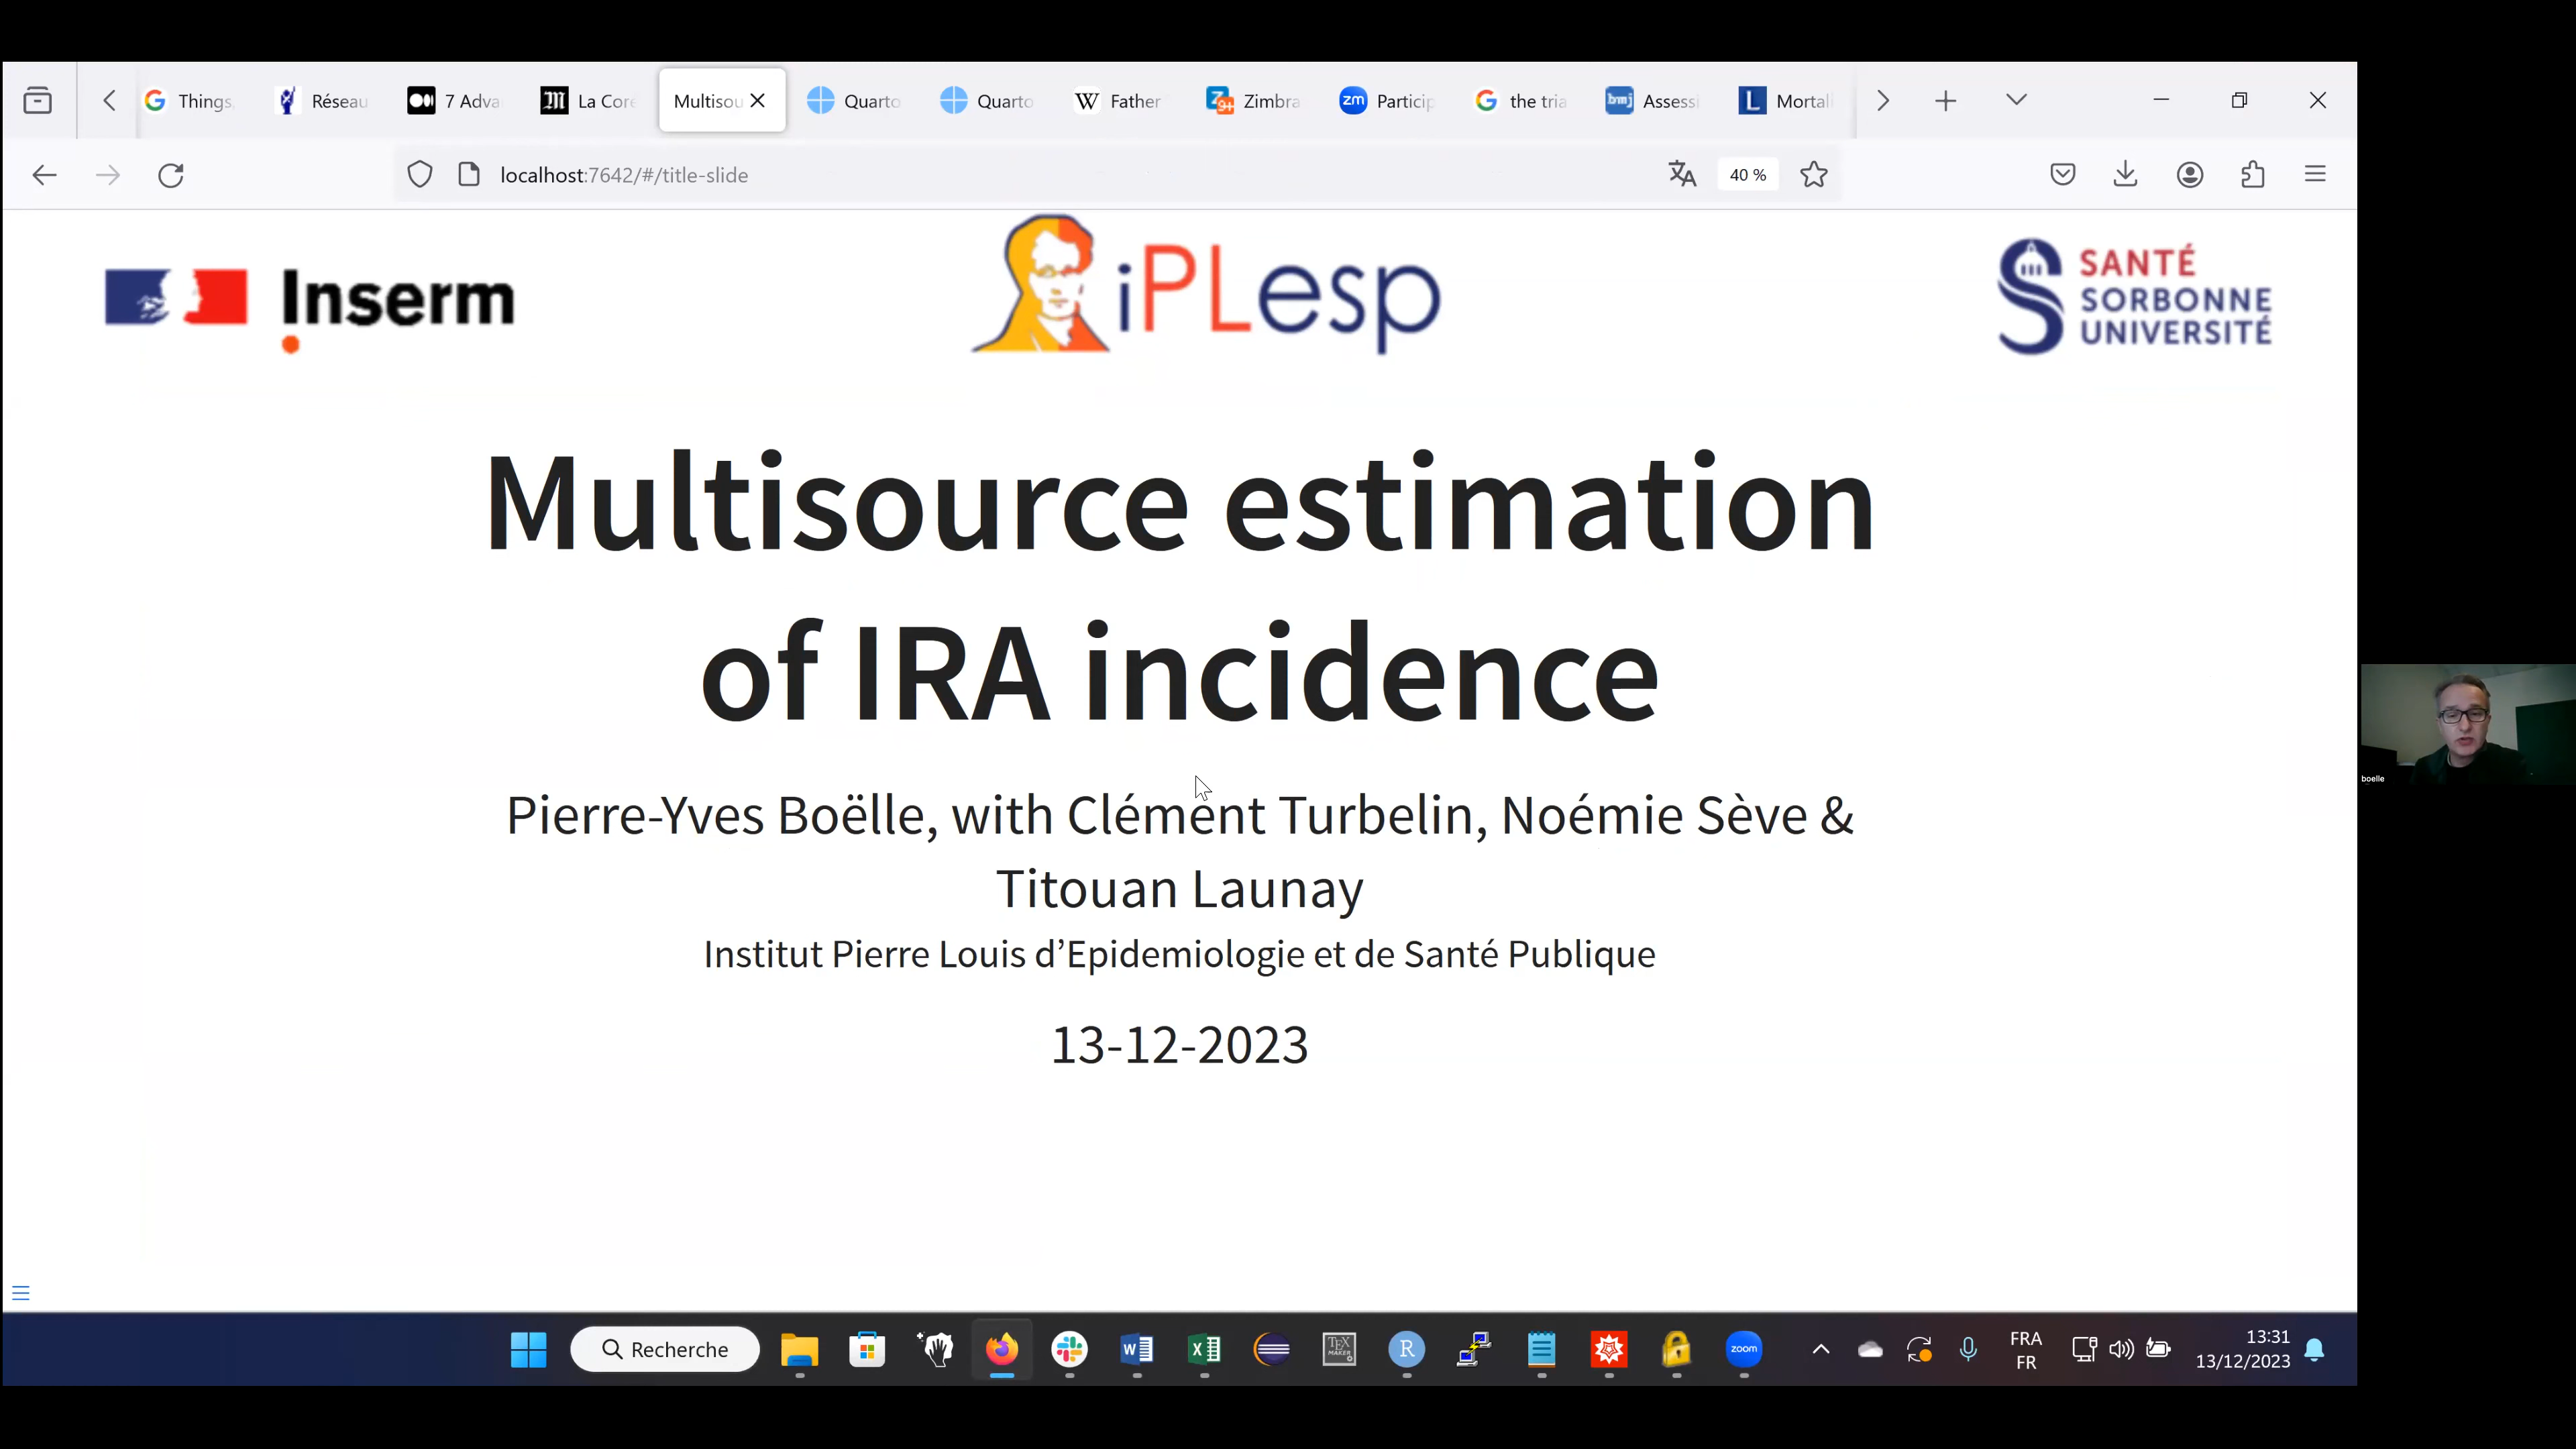 Things
Réseau
7 Adva
La Cor
Multisou
Quarto
Quarto
Father
Zimbra
Particip
the tria
Assessi
Mortal
localhost:7642/#/title-slide
40 %
Inserm
iPLesp
SANTÉ
SORBONNE
UNIVERSITÉ
Multisource estimation
of IRA incidence
Pierre-Yves Boëlle, with Clément Turbelin, Noémie Sève &
Titouan Launay
Institut Pierre Louis d’Epidemiologie et de Santé Publique
13-12-2023
boelle
Recherche
zoom
FRA
FR
13:31
13/12/2023